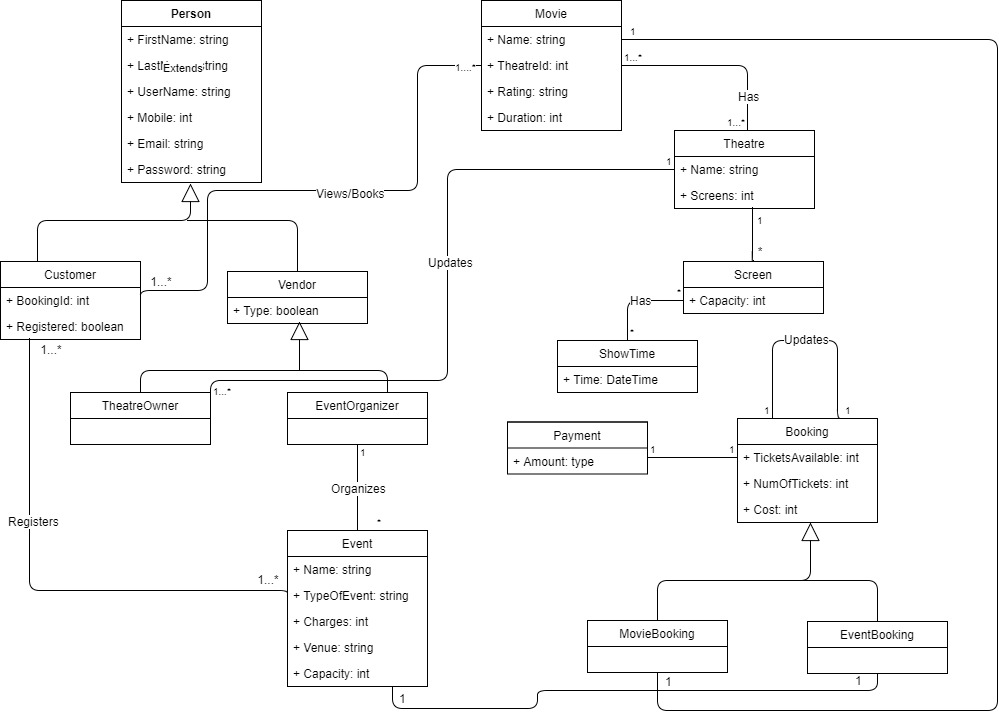 Person
+ FirstName: string
+ Last
Extends
string
+ UserName: string
+ Mobile: int
+ Email: string
+ Password: string
Movie
+ Name: string
+ TheatreId: int
+ Rating: string
+ Duration: int
1
1...*
1....*
Has
1...*
Theatre
+ Name: string
+ Screens: int
1
1
*
Views/Books
Updates
Customer
+ BookingId: int
+ Registered: boolean
1...*
1...*
Vendor
+ Type: boolean
Screen
+ Capacity: int
*
Has
*
ShowTime
+ Time: DateTime
TheatreOwner
1...*
EventOrganizer
1
Organizes
*
Updates
1
1
Payment
+ Amount: type
1
1
Booking
+ TicketsAvailable: int
+ NumOfTickets: int
+ Cost: int
Registers
1...*
Event
+ Name: string
+ TypeOfEvent: string
+ Charges: int
+ Venue: string
+ Capacity: int
1
MovieBooking
1
EventBooking
1